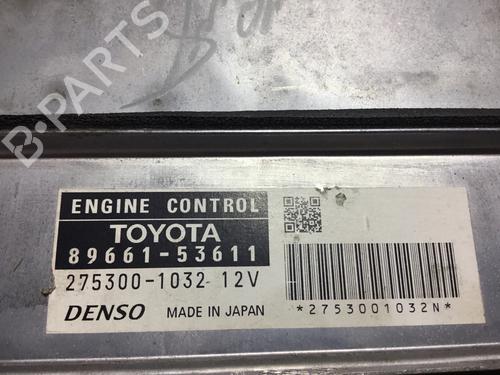 B-PARTS
ENGINE CONTROL
TOYOTA
89661-53611
275300-1032 12V
DENSO MADE IN JAPAN
*2753001032N*